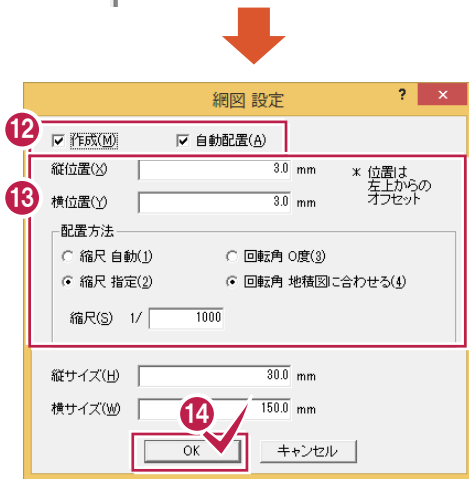 網図 設定 ? ×
⑫ 作成(M) 自動配置(A)
縦位置(X) 3.0 mm ＊ 位置は
左上からの
オフセット
⑬ 横位置(Y) 3.0 mm
配置方法
縮尺 自動(1) 回転角 0度(3)
縮尺 指定(2) 回転角 地積図に合わせる(4)
縮尺(S) 1/ 1000
縦サイズ(H) 30.0 mm
横サイズ(W) 150.0 mm
⑭ OK キャンセル